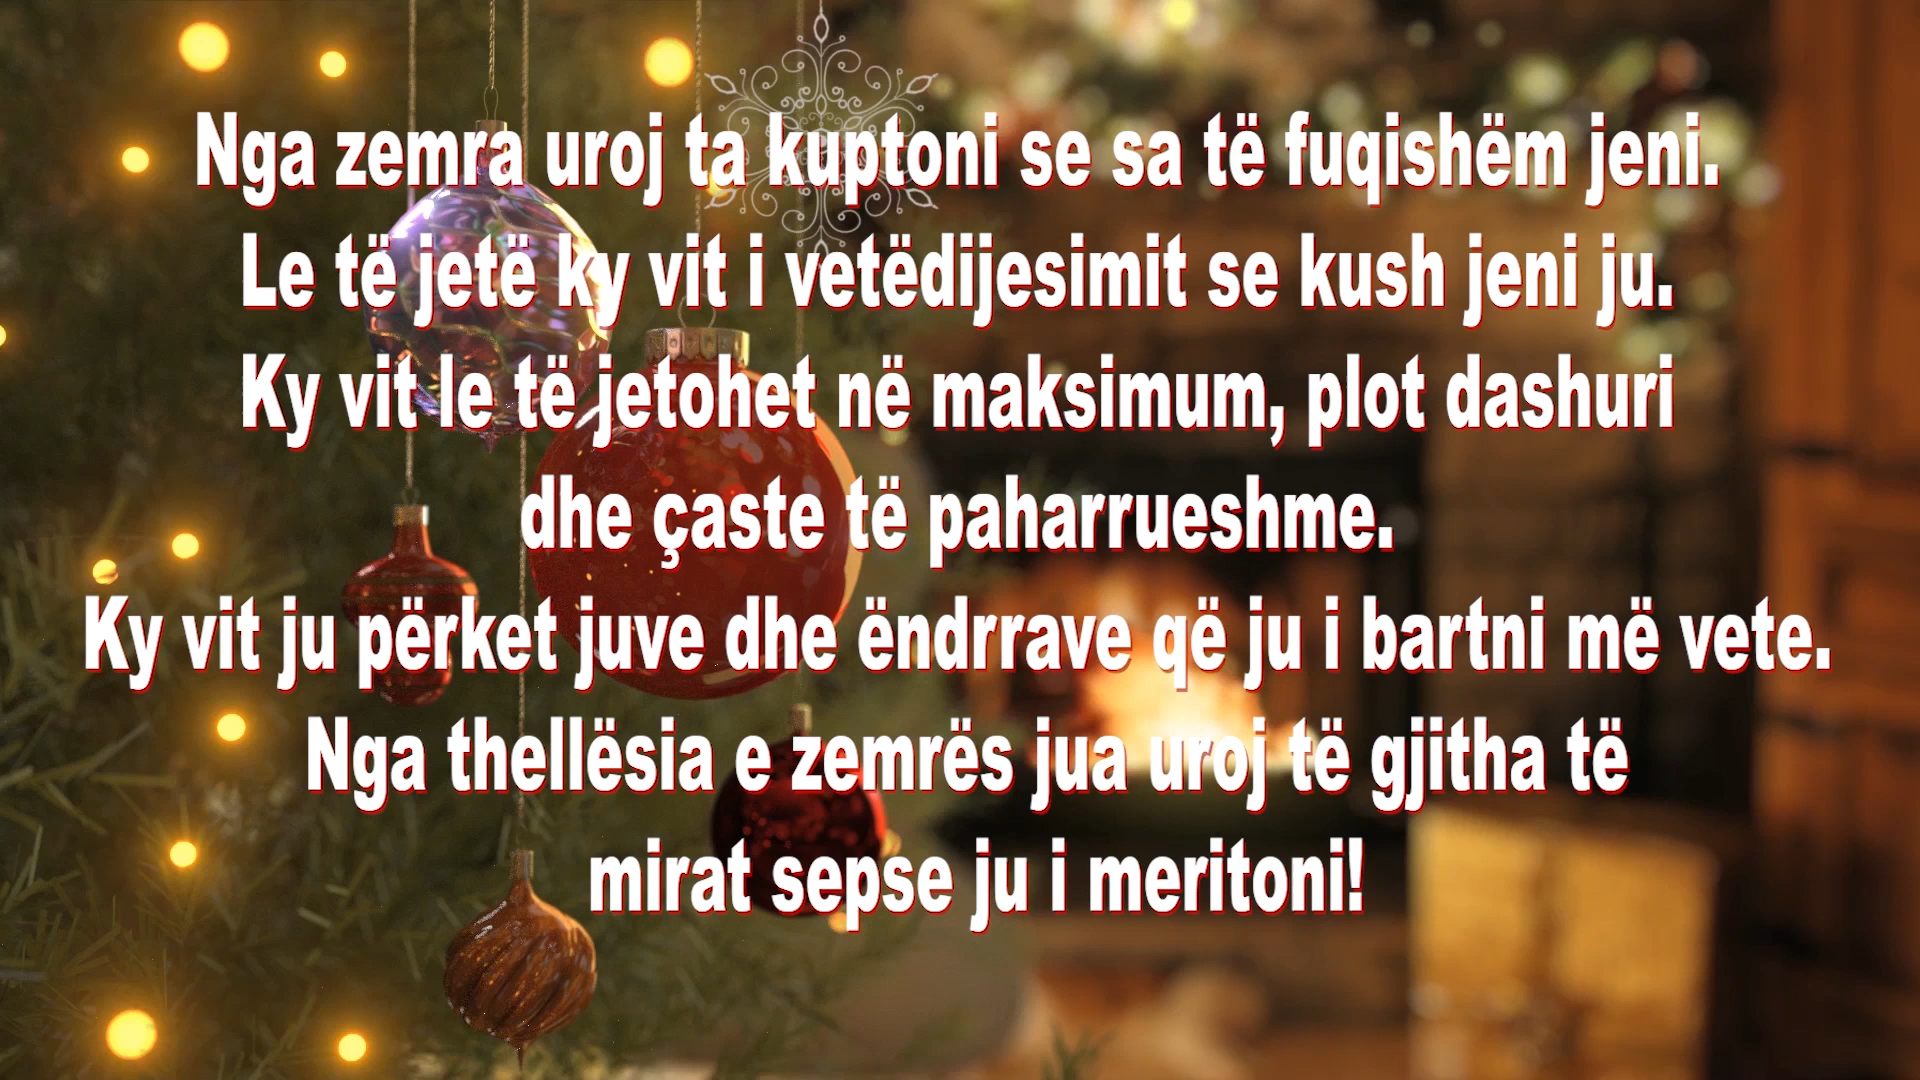 Nga zemra uroj ta kuptoni se sa të fuqishëm jeni.
Le të jetë ky vit i vetëdijesimit se kush jeni ju.
Ky vit le të jetohet në maksimum, plot dashuri
dhe çaste të paharrueshme.
Ky vit ju përket juve dhe ëndrrave që ju i bartni më vete.
Nga thellësia e zemrës jua uroj të gjitha të
mirat sepse ju i meritoni!